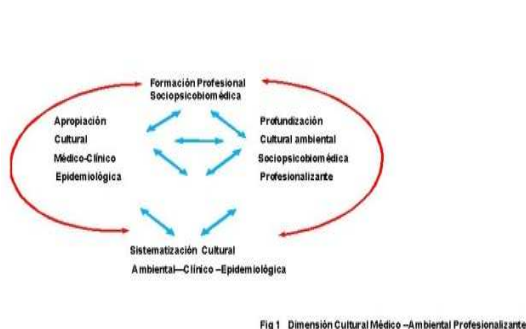 Formación Profesional
Sociopsicobiomédica
Apropiación
Cultural
Médico-Clínico
Epidemiológica
Profundización
Cultural ambiental
Sociopsicobiomédica
Profesionalizante
Sistematización Cultural
Ambiental—Clínico –Epidemiológica
Fig 1 Dimensión Cultural Médico –Ambiental Profesionalizante